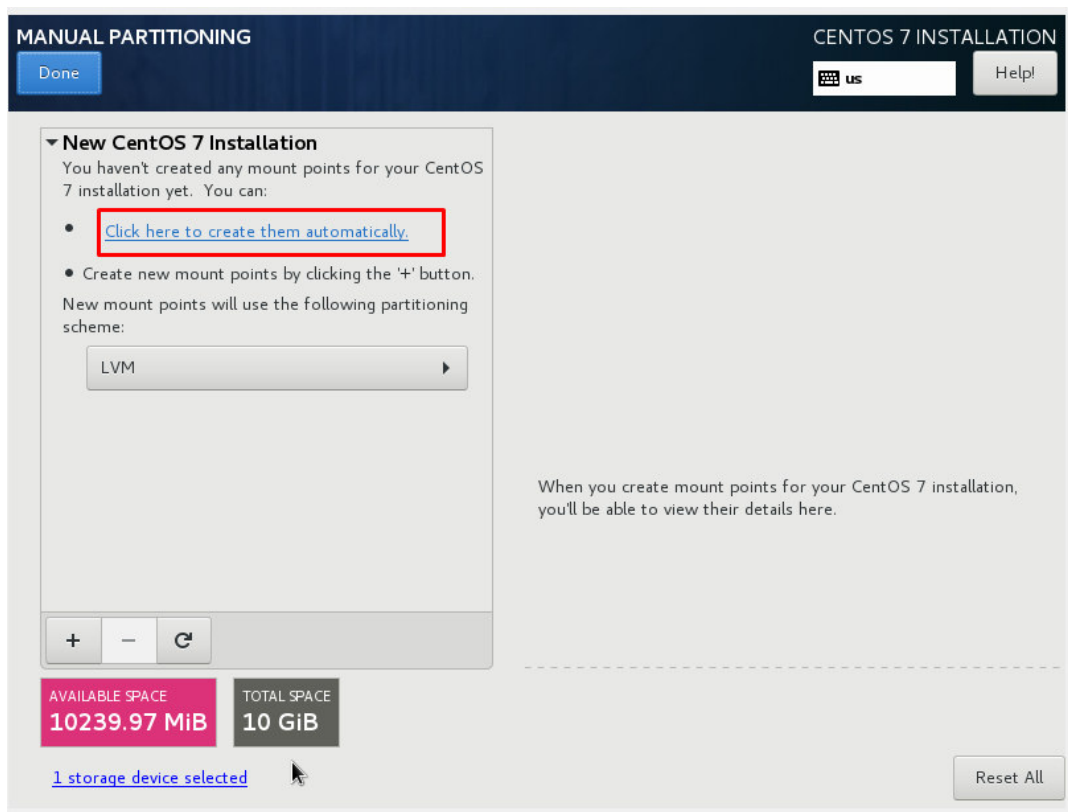 MANUAL PARTITIONING
CENTOS 7 INSTALLATION
Done
us
Help!
New CentOS 7 Installation
You haven't created any mount points for your CentOS
7 installation yet. You can:
• Click here to create them automatically.
• Create new mount points by clicking the '+' button.
New mount points will use the following partitioning
scheme:
LVM
When you create mount points for your CentOS 7 installation,
you'll be able to view their details here.
+ −
AVAILABLE SPACE
10239.97 MiB
TOTAL SPACE
10 GiB
1 storage device selected
Reset All